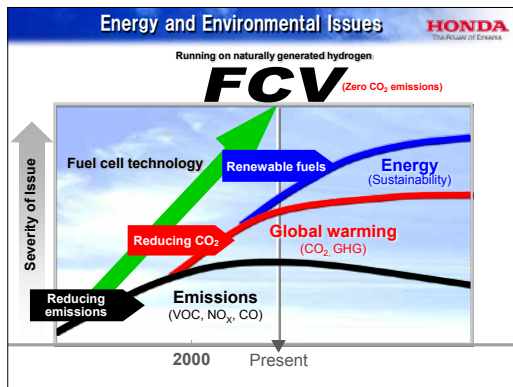 Energy and Environmental Issues
HONDA
The Power of Dreams
Running on naturally generated hydrogen
FCV
(Zero CO₂ emissions)
Severity of Issue
Fuel cell technology
Renewable fuels
Energy
(Sustainability)
Reducing CO₂
Global warming
(CO₂, GHG)
Reducing
emissions
Emissions
(VOC, NOX, CO)
2000
Present